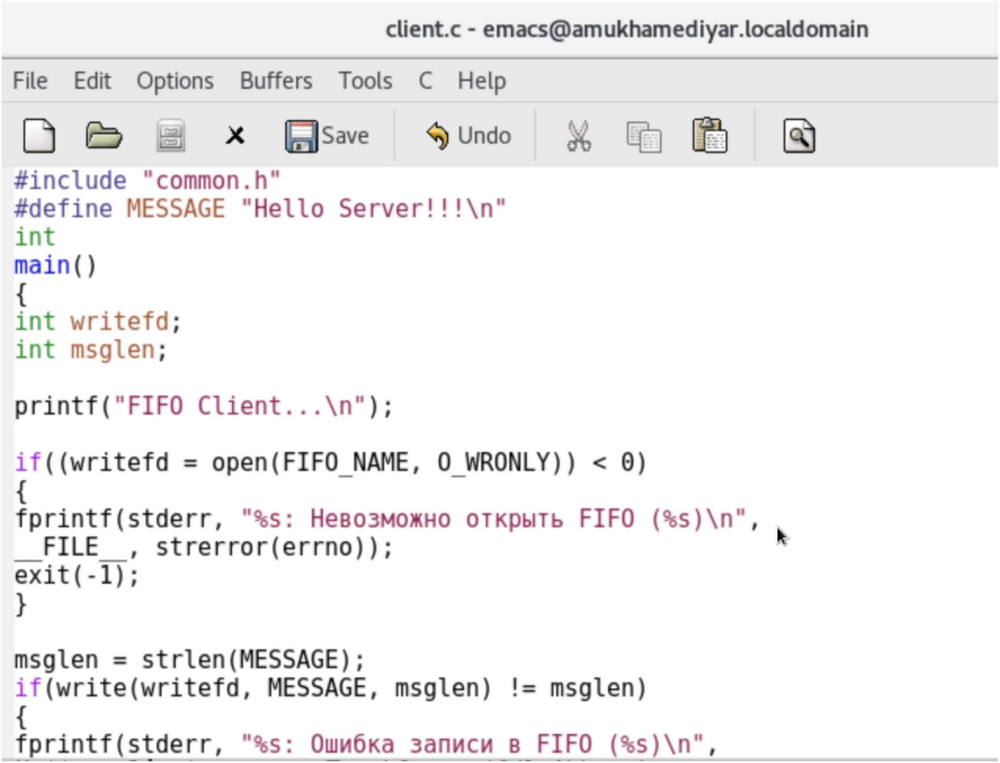 client.c - emacs@amukhamediyar.localdomain
File Edit Options Buffers Tools C Help
Save Undo
#include "common.h"
#define MESSAGE "Hello Server!!!\n"
int
main()
{
int writefd;
int msglen;
printf("FIFO Client...\n");
if((writefd = open(FIFO_NAME, O_WRONLY)) < 0)
{
fprintf(stderr, "%s: Невозможно открыть FIFO (%s)\n",
__FILE__, strerror(errno));
exit(-1);
}
msglen = strlen(MESSAGE);
if(write(writefd, MESSAGE, msglen) != msglen)
{
fprintf(stderr, "%s: Ошибка записи в FIFO (%s)\n",